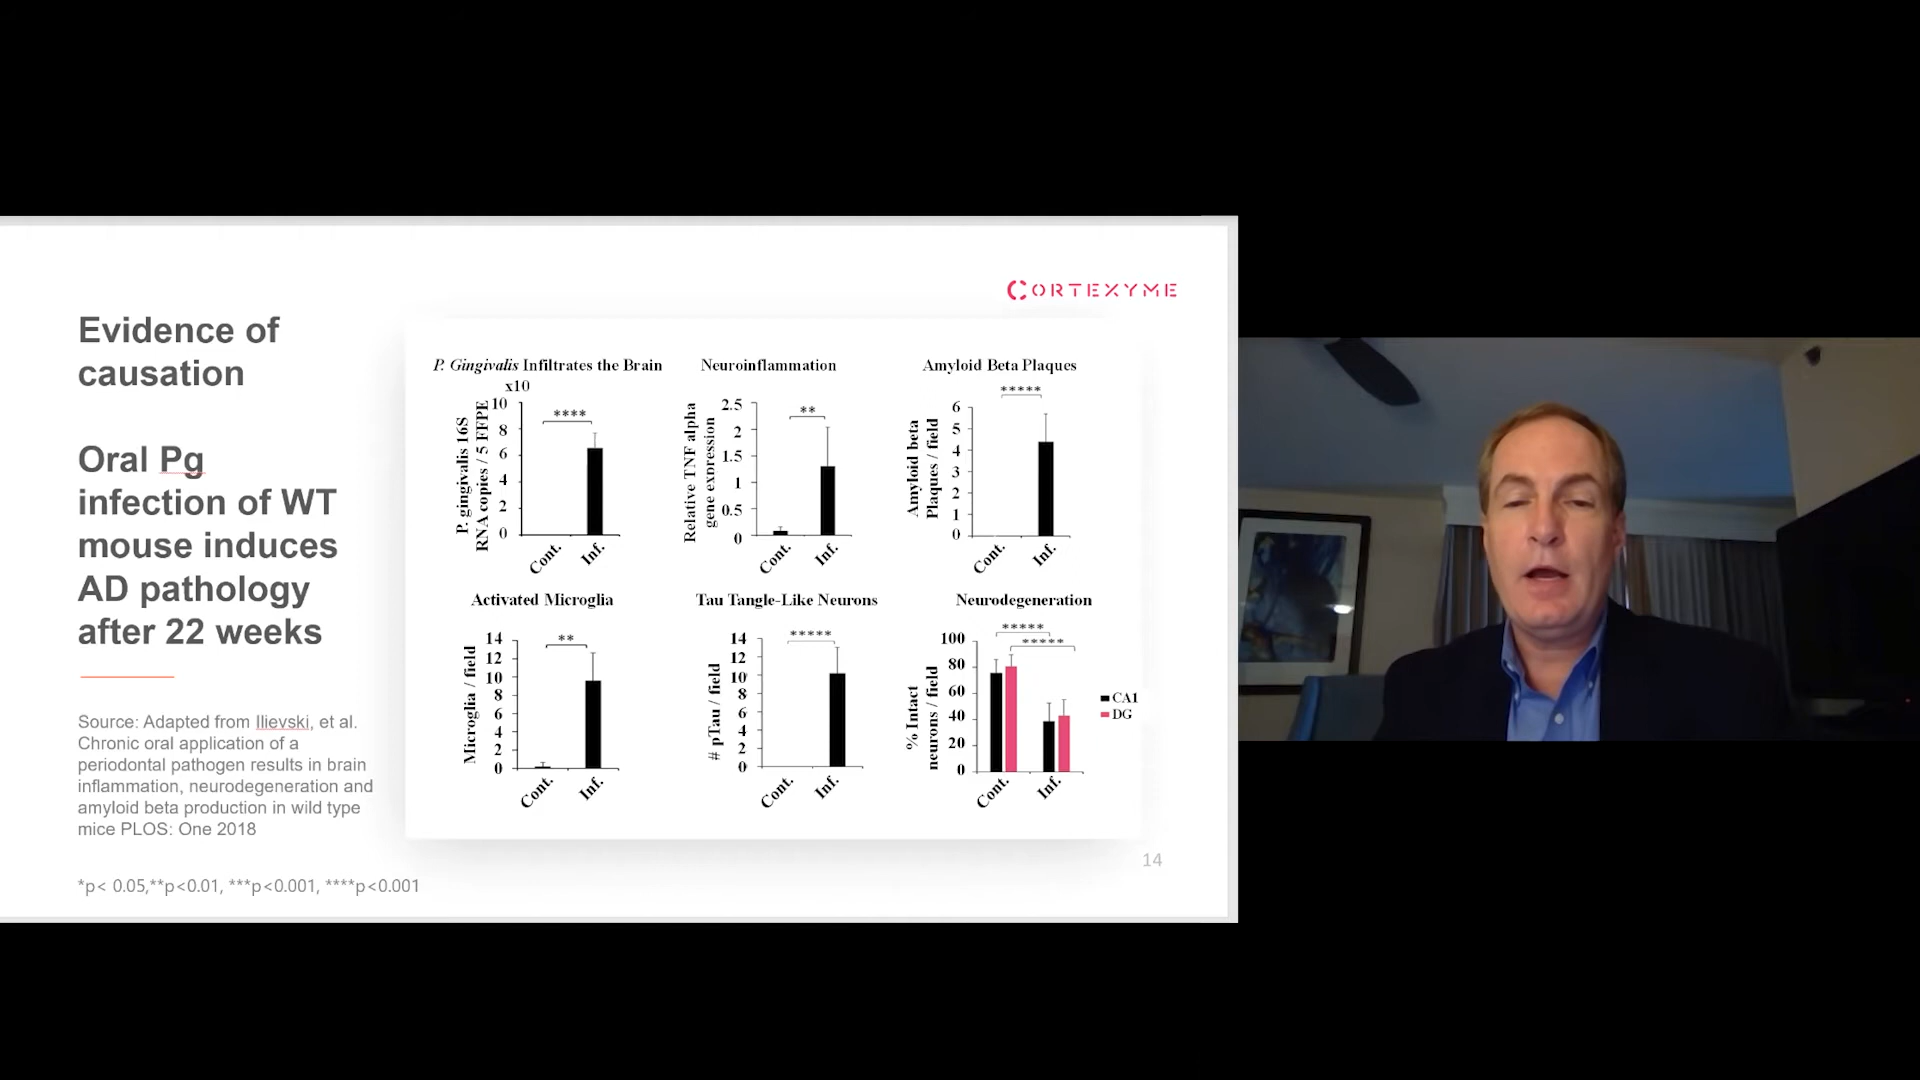 CORTEXYME
Evidence of
causation
Oral Pg
infection of WT
mouse induces
AD pathology
after 22 weeks
Source: Adapted from Ilievski, et al.
Chronic oral application of a
periodontal pathogen results in brain
inflammation, neurodegeneration and
amyloid beta production in wild type
mice PLOS: One 2018
*p< 0.05,**p<0.01, ***p<0.001, ****p<0.001
P. Gingivalis Infiltrates the Brain
x10
P. gingivalis 16S
RNA copies / 5 FFPE
10
8
6
4
2
0
****
Cont.
Inf.
Neuroinflammation
Relative TNF alpha
gene expression
2.5
2
1.5
1
0.5
0
**
Cont.
Inf.
Amyloid Beta Plaques
Amyloid beta
Plaques / field
6
5
4
3
2
1
0
*****
Cont.
Inf.
Activated Microglia
Microglia / field
14
12
10
8
6
4
2
0
**
Cont.
Inf.
Tau Tangle-Like Neurons
# pTau / field
14
12
10
8
6
4
2
0
*****
Cont.
Inf.
Neurodegeneration
% Intact
neurons / field
100
80
60
40
20
0
*****
*****
Cont.
Inf.
CA1
DG
14